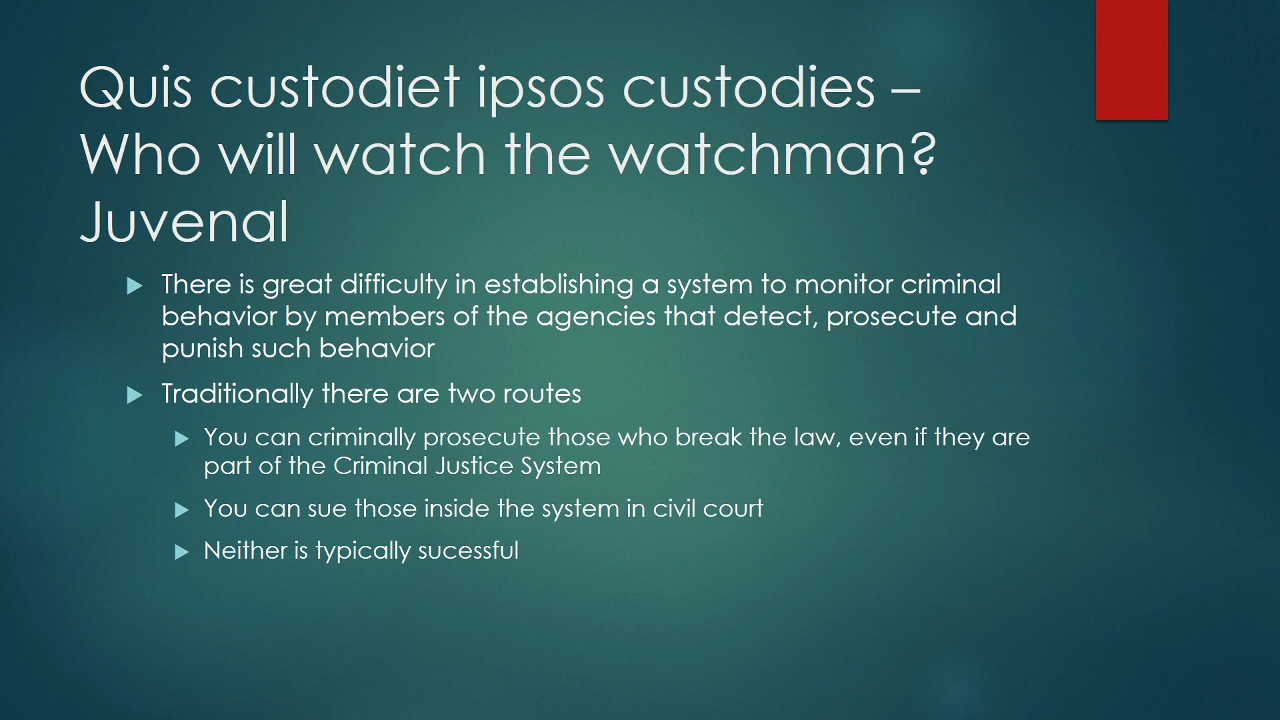 Quis custodiet ipsos custodies –
Who will watch the watchman?
Juvenal
There is great difficulty in establishing a system to monitor criminal
behavior by members of the agencies that detect, prosecute and
punish such behavior
Traditionally there are two routes
You can criminally prosecute those who break the law, even if they are
part of the Criminal Justice System
You can sue those inside the system in civil court
Neither is typically sucessful